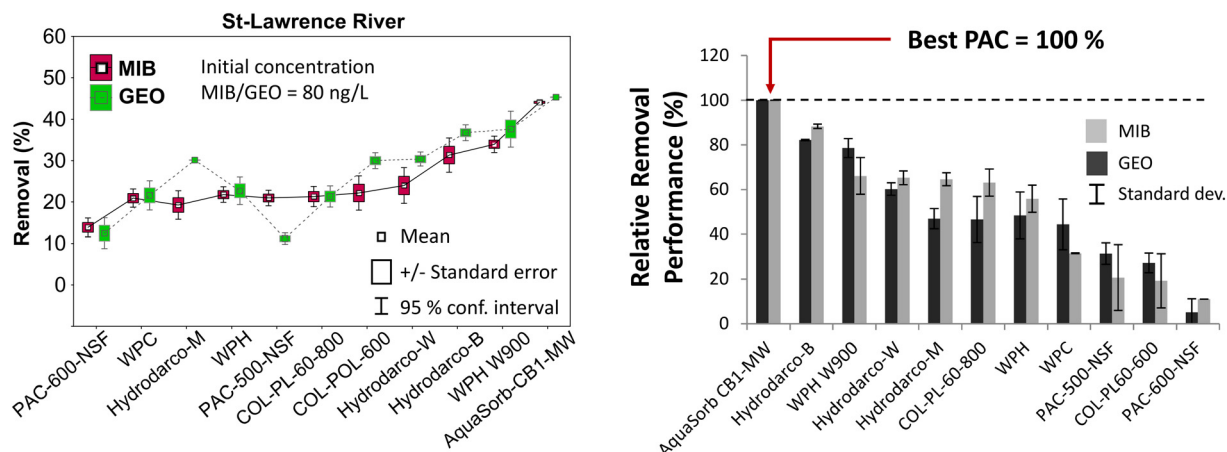 St-Lawrence River
Removal (%)
60
50
40
30
20
10
0
MIB
GEO
Initial concentration
MIB/GEO = 80 ng/L
Mean
+/- Standard error
95 % conf. interval
PAC-600-NSF
WPC
Hydrodarco-M
WPH
PAC-500-NSF
COL-PL-60-800
COL-POL-600
Hydrodarco-W
Hydrodarco-B
WPH W900
AquaSorb-CB1-MW
Best PAC = 100 %
Relative Removal
Performance (%)
120
100
80
60
40
20
0
MIB
GEO
Standard dev.
AquaSorb CB1-MW
Hydrodarco-B
WPH W900
Hydrodarco-W
Hydrodarco-M
COL-PL-60-800
WPH
WPC
PAC-500-NSF
COL-PL60-600
PAC-600-NSF